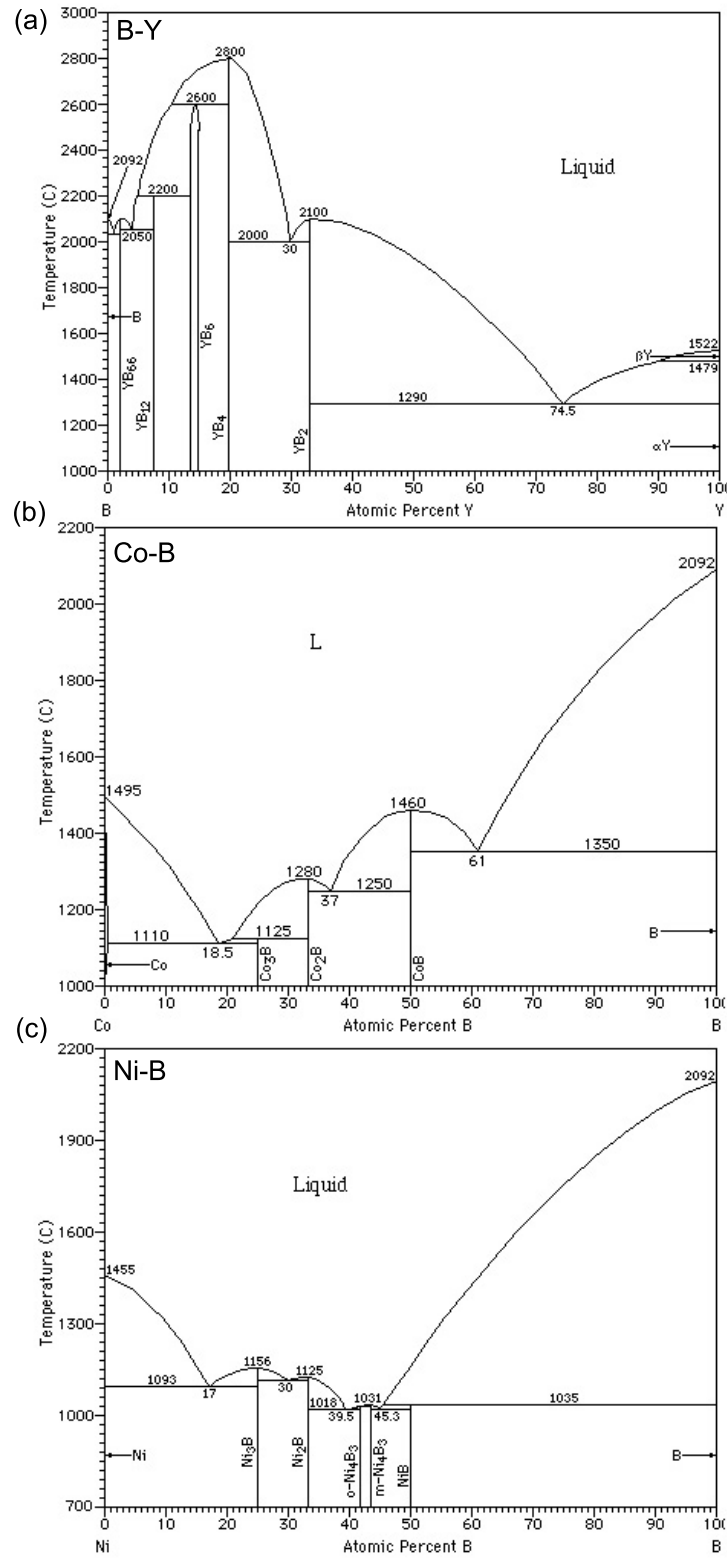 (a)
B-Y
3000
2800
2600
2400
2200
2000
1800
1600
1400
1200
1000
Temperature (C)
2800
2600
2092
Liquid
2200
2100
2050
2000
30
B
1522
βY
1479
YB66
YB12
YB6
YB4
YB2
1290
74.5
αY
0 10 20 30 40 50 60 70 80 90 100
B Atomic Percent Y Y
(b)
Co-B
2200
2000
1800
1600
1400
1200
1000
Temperature (C)
2092
L
1495
1460
1350
61
1280
1250
37
1125
1110
18.5
Co
Co3B
Co2B
CoB
B
0 10 20 30 40 50 60 70 80 90 100
Co Atomic Percent B B
(c)
Ni-B
2200
1900
1600
1300
1000
700
Temperature (C)
2092
Liquid
1455
1156
1125
1093
17
30
1018
1031
1035
39.5
45.3
Ni
Ni3B
Ni2B
o-Ni4B3
m-Ni4B3
NiB
B
0 10 20 30 40 50 60 70 80 90 100
Ni Atomic Percent B B